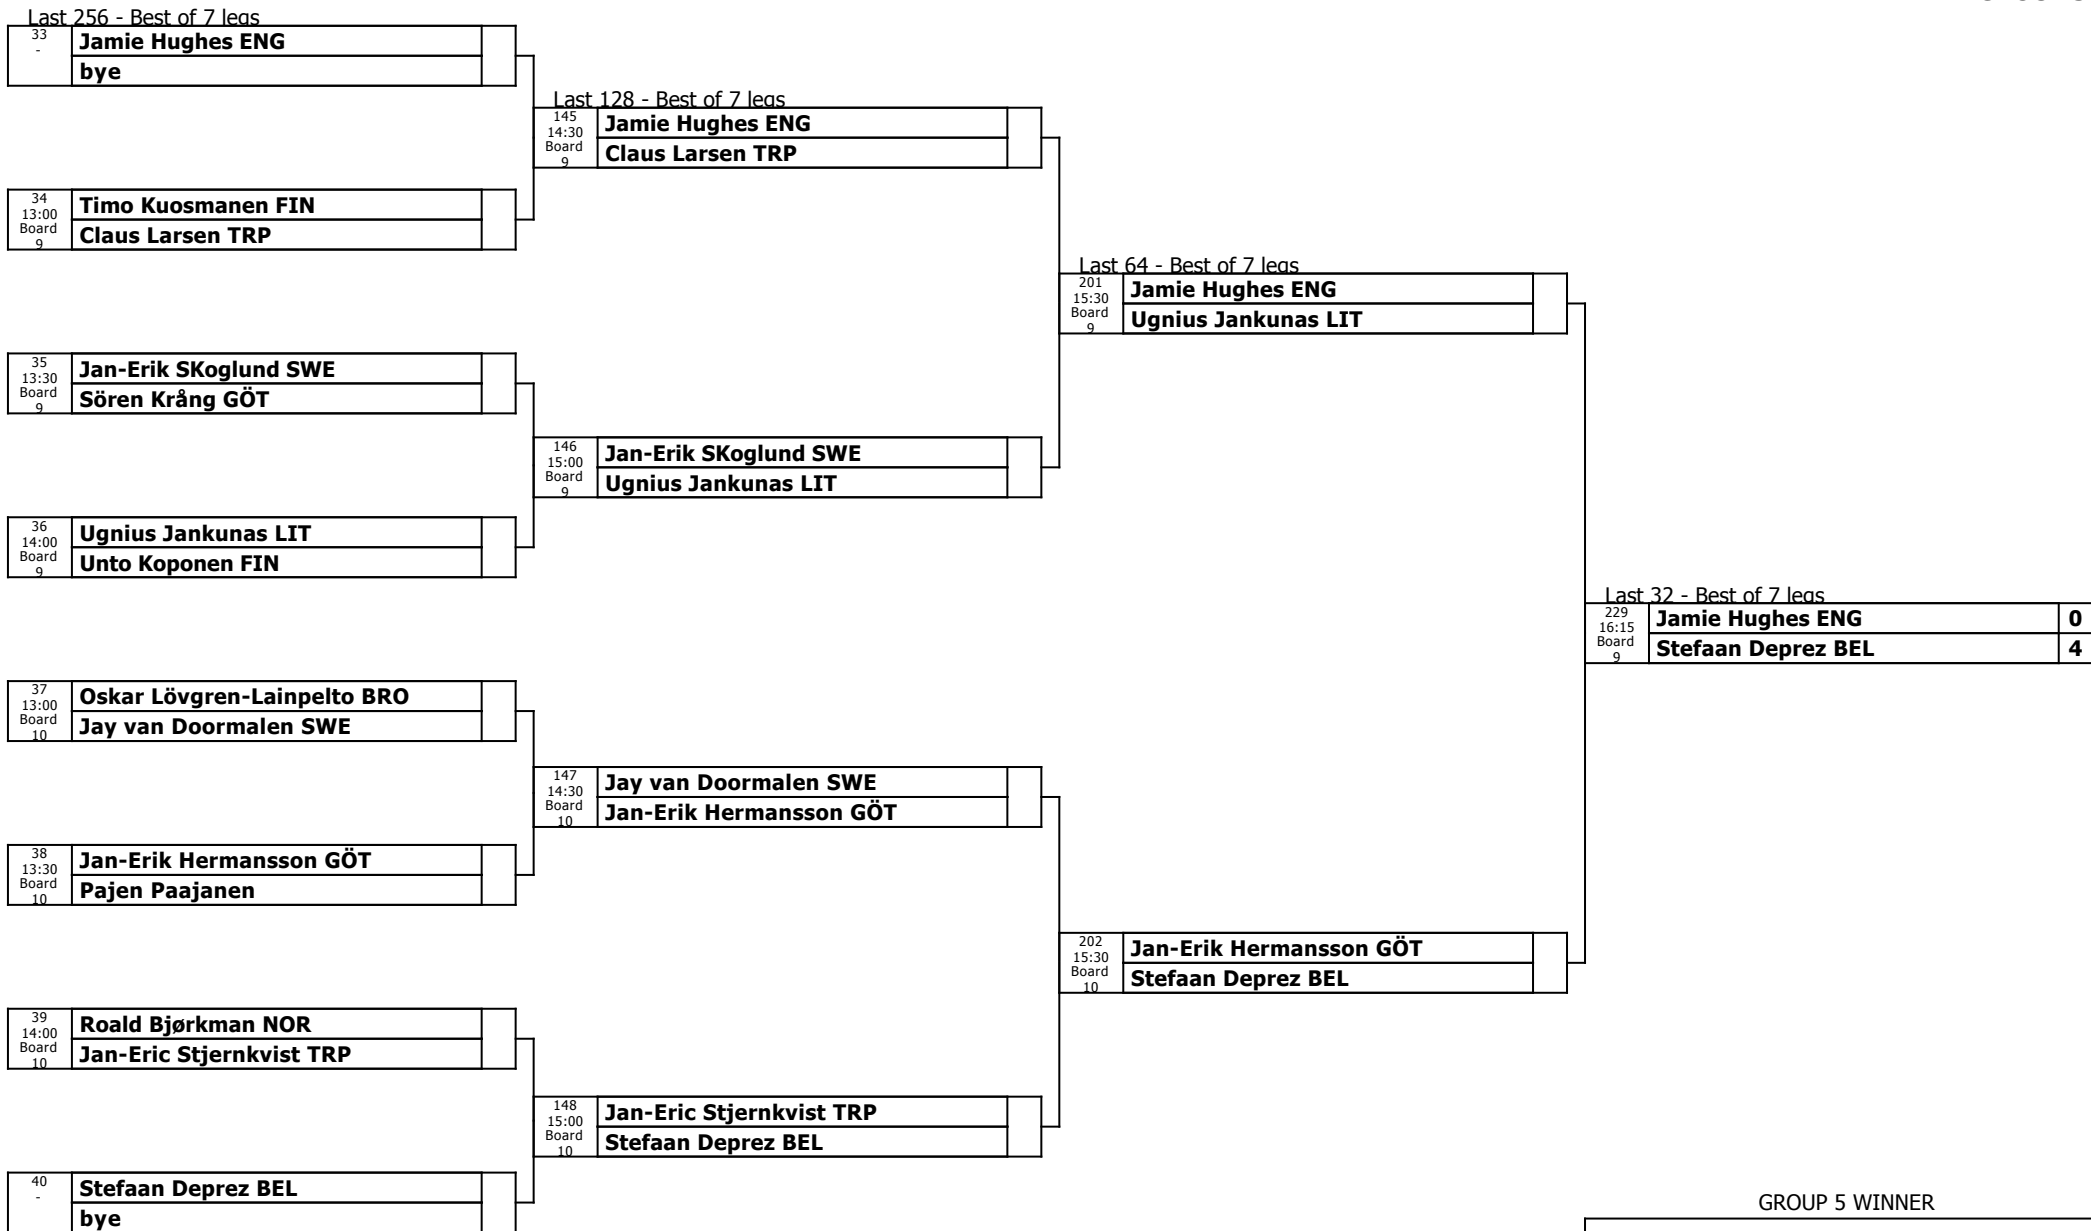 Last 256 - Best of 7 legs
33
-
Jamie Hughes ENG
bye
34
13:00
Board
9
Timo Kuosmanen FIN
Claus Larsen TRP
35
13:30
Board
9
Jan-Erik SKoglund SWE
Sören Krång GÖT
36
14:00
Board
9
Ugnius Jankunas LIT
Unto Koponen FIN
37
13:00
Board
10
Oskar Lövgren-Lainpelto BRO
Jay van Doormalen SWE
38
13:30
Board
10
Jan-Erik Hermansson GÖT
Pajen Paajanen
39
14:00
Board
10
Roald Bjørkman NOR
Jan-Eric Stjernkvist TRP
40
-
Stefaan Deprez BEL
bye
Last 128 - Best of 7 legs
145
14:30
Board
9
Jamie Hughes ENG
Claus Larsen TRP
146
15:00
Board
9
Jan-Erik SKoglund SWE
Ugnius Jankunas LIT
147
14:30
Board
10
Jay van Doormalen SWE
Jan-Erik Hermansson GÖT
148
15:00
Board
10
Jan-Eric Stjernkvist TRP
Stefaan Deprez BEL
Last 64 - Best of 7 legs
201
15:30
Board
9
Jamie Hughes ENG
Ugnius Jankunas LIT
202
15:30
Board
10
Jan-Erik Hermansson GÖT
Stefaan Deprez BEL
Last 32 - Best of 7 legs
229
16:15
Board
9
Jamie Hughes ENG 0
Stefaan Deprez BEL 4
GROUP 5 WINNER